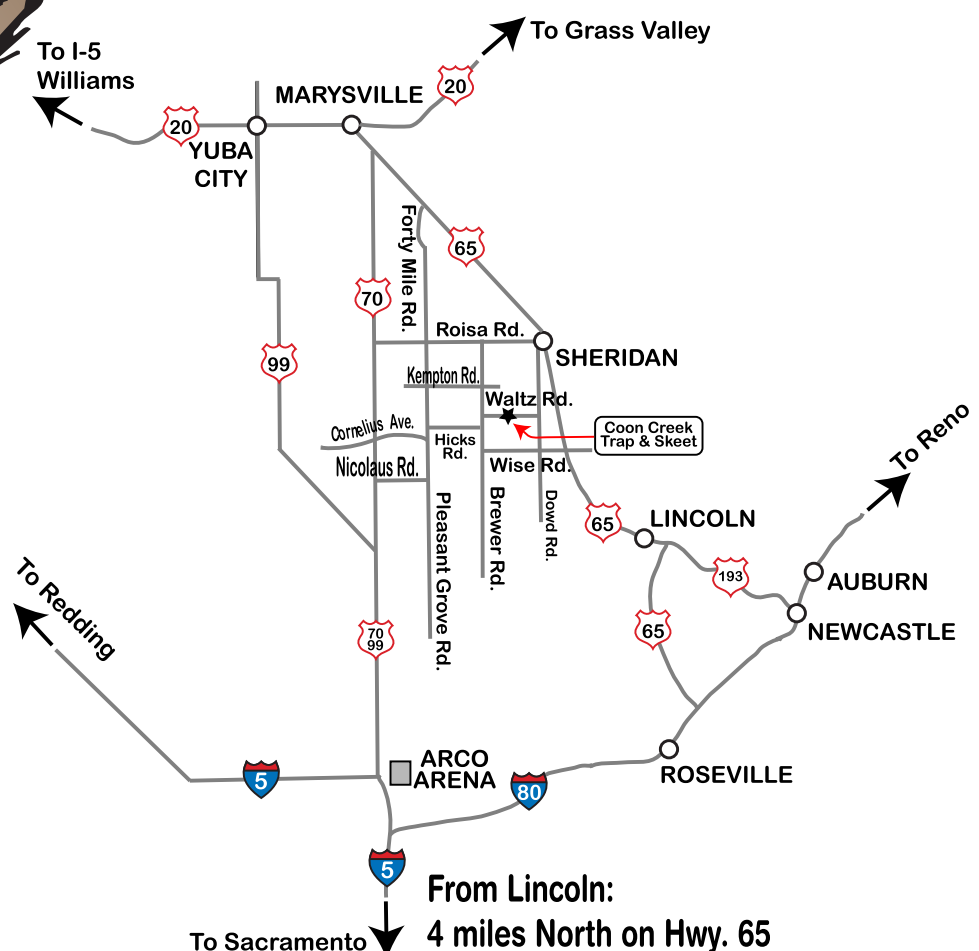 To I-5
Williams
To Grass Valley
20
MARYSVILLE
20
YUBA
CITY
Forty Mile Rd.
65
70
Roisa Rd.
SHERIDAN
99
Kempton Rd.
Waltz Rd.
Cornelius Ave.
Coon Creek
Trap & Skeet
Hicks
Rd.
Wise Rd.
Nicolaus Rd.
To Reno
Pleasant Grove Rd.
Brewer Rd.
Dowd Rd.
65
LINCOLN
193
AUBURN
To Redding
70
99
65
NEWCASTLE
ARCO
ARENA
ROSEVILLE
5
80
5
From Lincoln:
4 miles North on Hwy. 65
To Sacramento